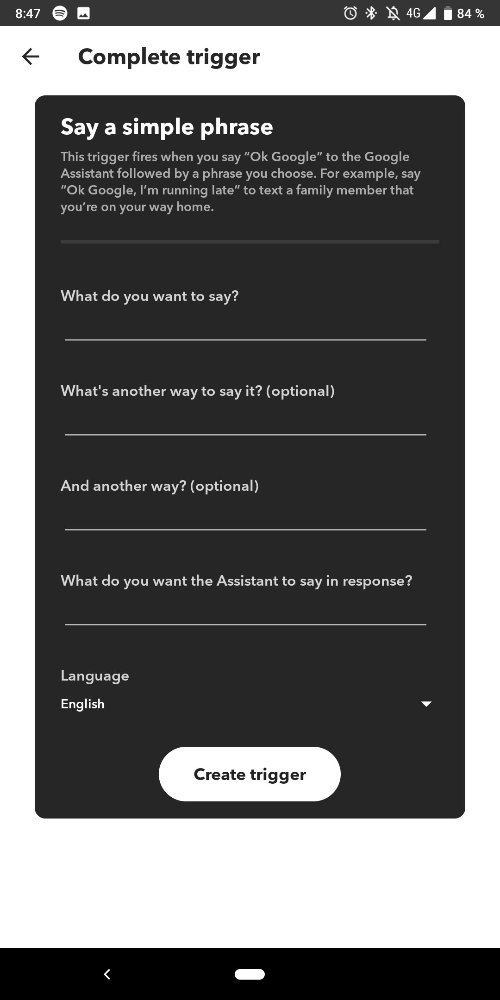 8:47
4G
84 %
Complete trigger
Say a simple phrase
This trigger fires when you say “Ok Google” to the Google
Assistant followed by a phrase you choose. For example, say
“Ok Google, I’m running late” to text a family member that
you’re on your way home.
What do you want to say?
What's another way to say it? (optional)
And another way? (optional)
What do you want the Assistant to say in response?
Language
English
Create trigger